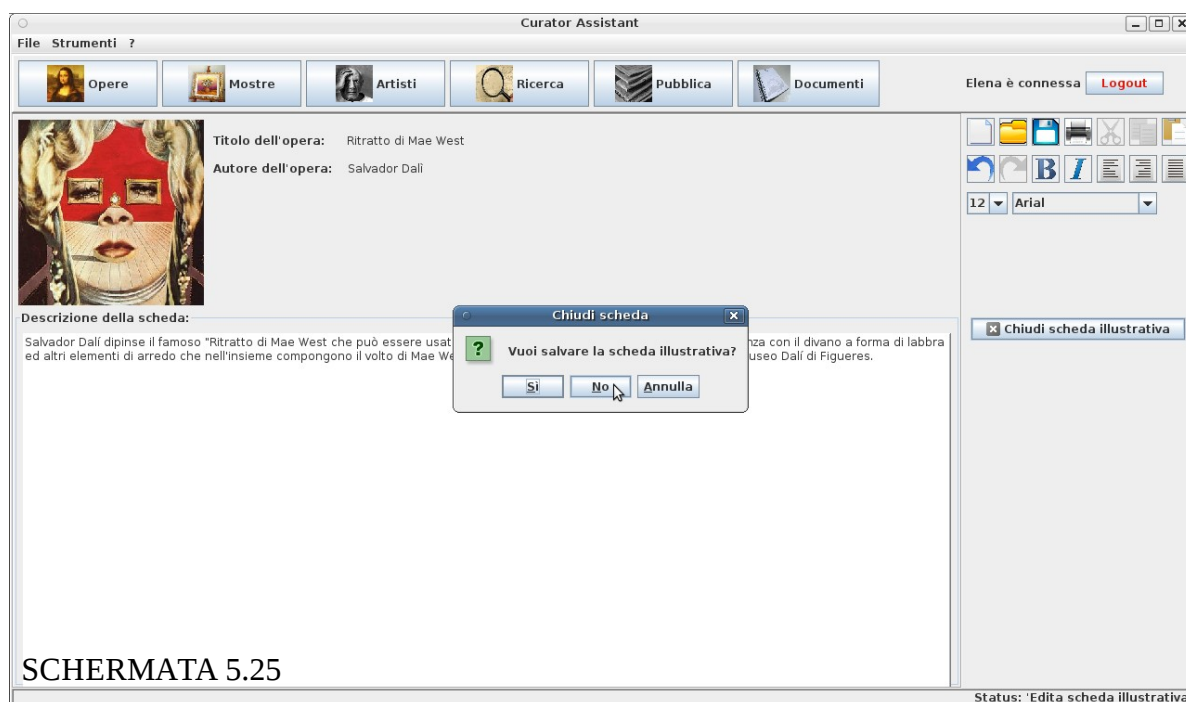 Curator Assistant
File Strumenti ?
Opere Mostre Artisti Ricerca Pubblica Documenti Elena è connessa Logout
Titolo dell'opera: Ritratto di Mae West
Autore dell'opera: Salvador Dalî
B I
12 Arial
Descrizione della scheda:
Chiudi scheda
Chiudi scheda illustrativa
Salvador Dalí dipinse il famoso "Ritratto di Mae West che può essere usat nza con il divano a forma di labbra
ed altri elementi di arredo che nell'insieme compongono il volto di Mae We useo Dalí di Figueres.
? Vuoi salvare la scheda illustrativa?
Sì No Annulla
SCHERMATA 5.25
Status: 'Edita scheda illustrativa